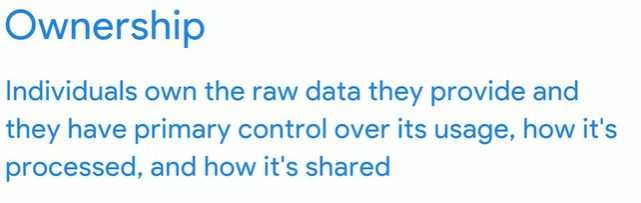 Ownership
Individuals own the raw data they provide and
they have primary control over its usage, how it's
processed, and how it's shared